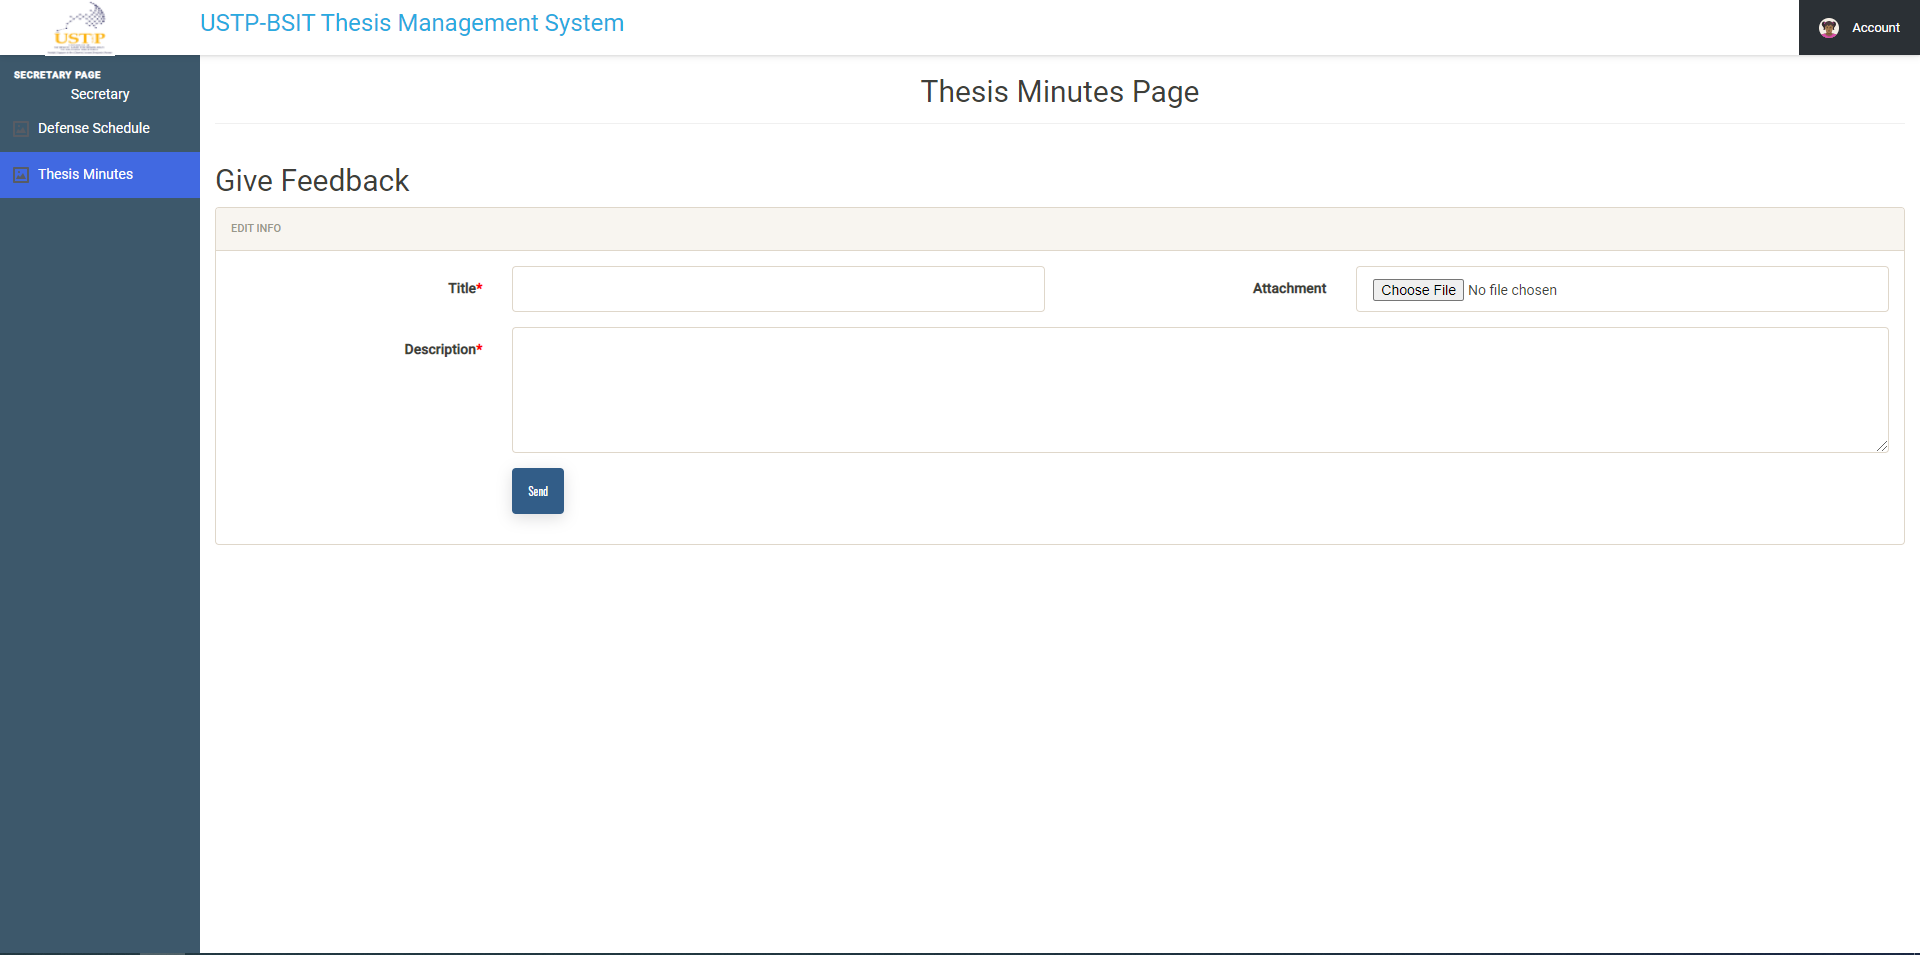 USTP
USTP-BSIT Thesis Management System
Account
SECRETARY PAGE
Secretary
Defense Schedule
Thesis Minutes
Thesis Minutes Page
Give Feedback
EDIT INFO
Title*
Attachment
Choose File No file chosen
Description*
Send